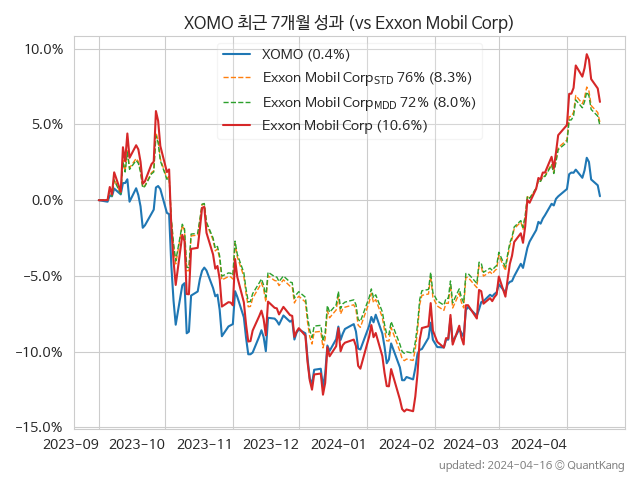 XOMO 최근 7개월 성과 (vs Exxon Mobil Corp)
XOMO (0.4%)
Exxon Mobil CorpSTD 76% (8.3%)
Exxon Mobil CorpMDD 72% (8.0%)
Exxon Mobil Corp (10.6%)
10.0%
5.0%
0.0%
−5.0%
−10.0%
−15.0%
2023-09 2023-10 2023-11 2023-12 2024-01 2024-02 2024-03 2024-04
updated: 2024-04-16 © QuantKang